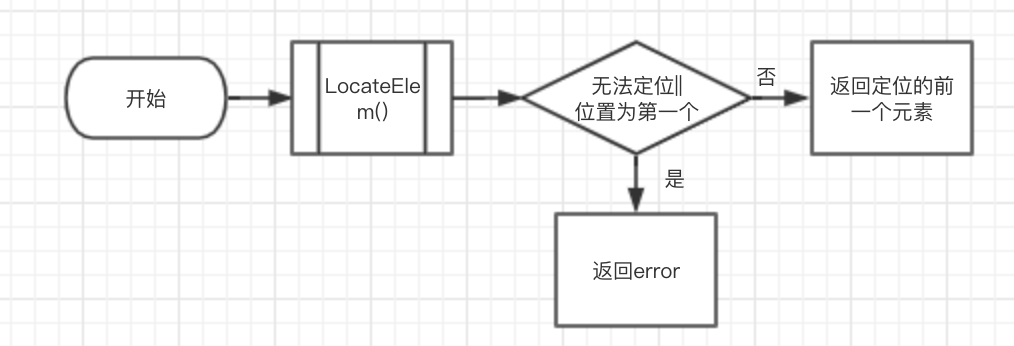 开始
LocateEle
m()
无法定位||
位置为第一个
否
返回定位的前
一个元素
是
返回error